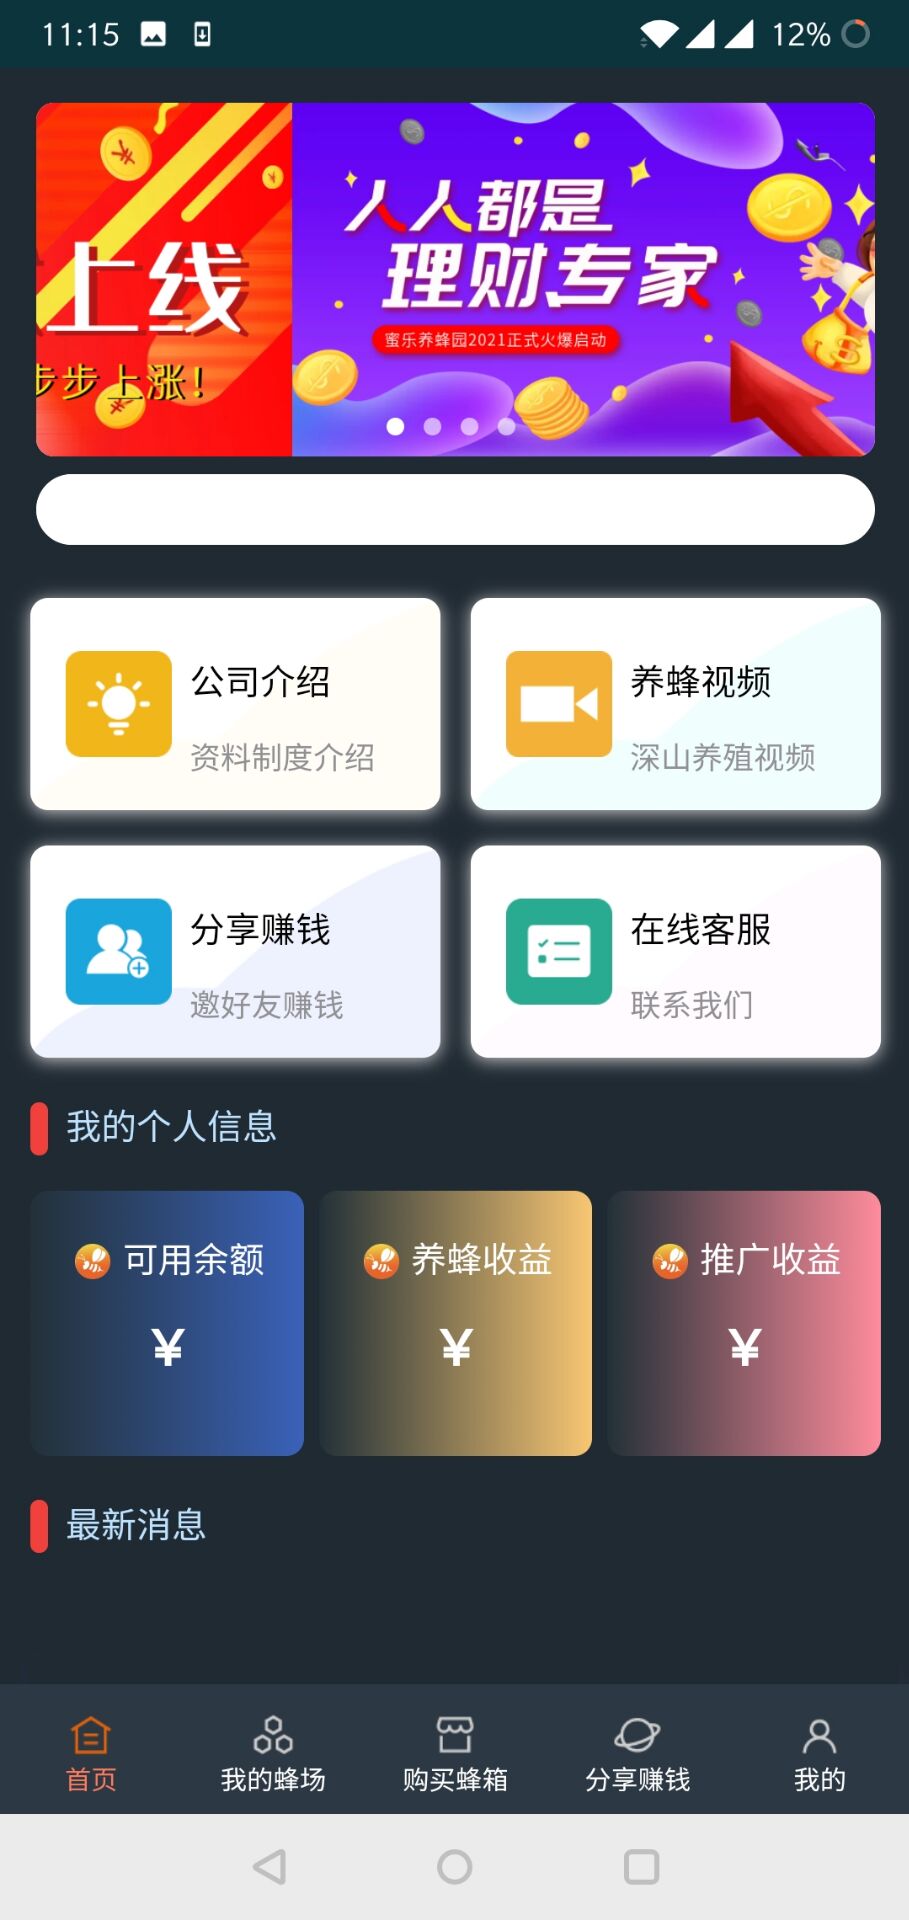 11:15
12%
上线
步步上涨!
人人都是
理财专家
蜜乐养蜂园2021正式火爆启动
公司介绍
资料制度介绍
养蜂视频
深山养殖视频
分享赚钱
邀好友赚钱
在线客服
联系我们
我的个人信息
可用余额
¥
养蜂收益
¥
推广收益
¥
最新消息
首页
我的蜂场
购买蜂箱
分享赚钱
我的